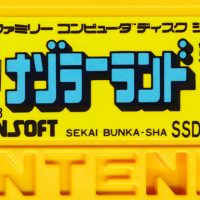 ファミリー コンピュータ ディスク シ
ナゾラーランド
NSOFT SEKAI BUNKA-SHA SSD
NTEN